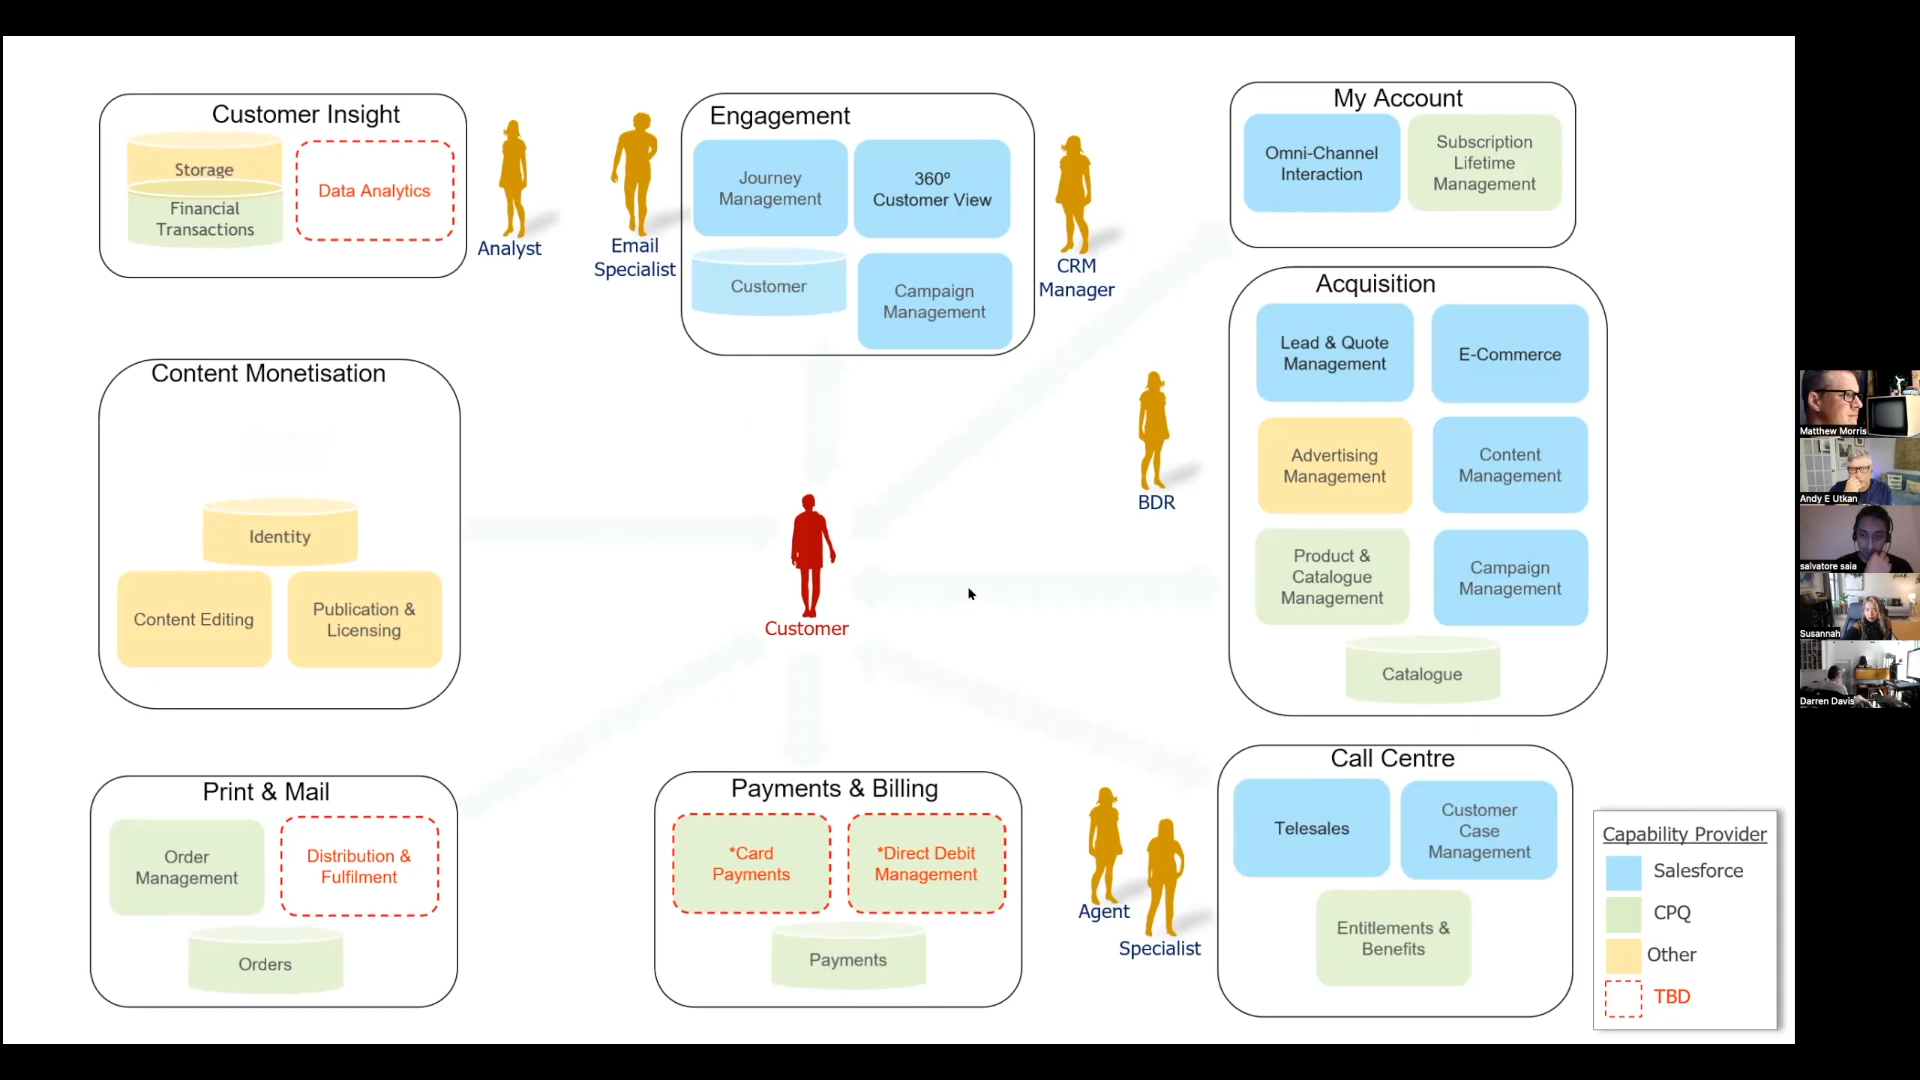 Customer Insight
Storage
Financial
Transactions
Data Analytics
Analyst
Email
Specialist
Engagement
Journey
Management
360º
Customer View
Customer
Campaign
Management
CRM
Manager
My Account
Omni-Channel
Interaction
Subscription
Lifetime
Management
Content Monetisation
Identity
Content Editing
Publication &
Licensing
Customer
BDR
Acquisition
Lead & Quote
Management
E-Commerce
Advertising
Management
Content
Management
Product &
Catalogue
Management
Campaign
Management
Catalogue
Print & Mail
Order
Management
Distribution &
Fulfilment
Orders
Payments & Billing
*Card
Payments
*Direct Debit
Management
Payments
Agent
Specialist
Call Centre
Telesales
Customer
Case
Management
Entitlements &
Benefits
Capability Provider
Salesforce
CPQ
Other
TBD
Matthew Morris
Andy E Utkan
salvatore saia
Susannah
Darren Davis